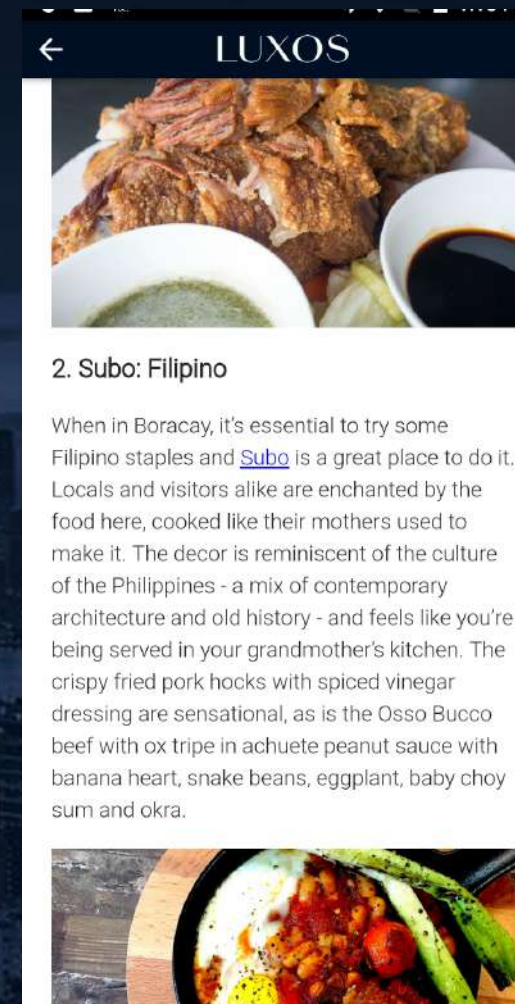 LUXOS
2. Subo: Filipino
When in Boracay, it's essential to try some
Filipino staples and Subo is a great place to do it.
Locals and visitors alike are enchanted by the
food here, cooked like their mothers used to
make it. The decor is reminiscent of the culture
of the Philippines - a mix of contemporary
architecture and old history - and feels like you're
being served in your grandmother's kitchen. The
crispy fried pork hocks with spiced vinegar
dressing are sensational, as is the Osso Bucco
beef with ox tripe in achuete peanut sauce with
banana heart, snake beans, eggplant, baby choy
sum and okra.